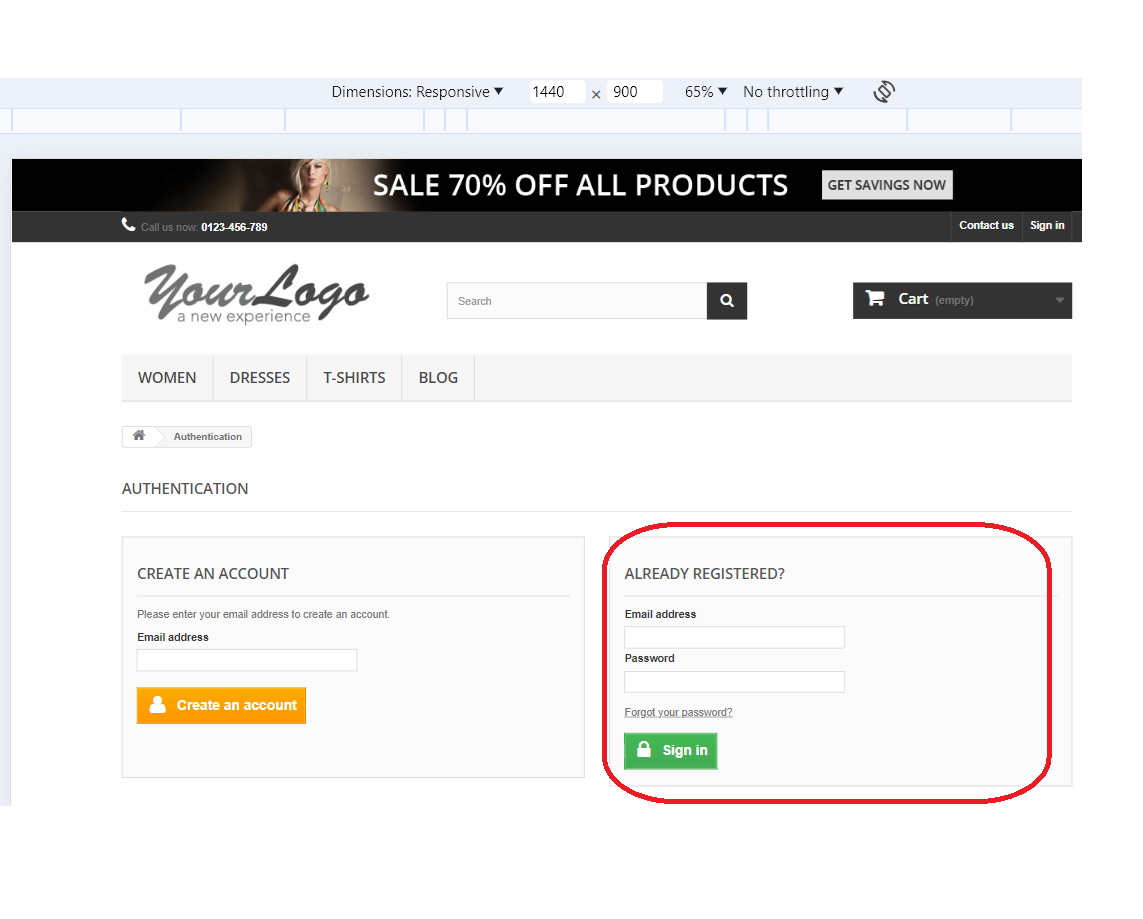 Dimensions: Responsive ▼ 1440 × 900 65% ▼ No throttling ▼
SALE 70% OFF ALL PRODUCTS GET SAVINGS NOW
Call us now: 0123-456-789 Contact us Sign in
YourLogo
a new experience
Search
Cart (empty)
WOMEN DRESSES T-SHIRTS BLOG
Authentication
AUTHENTICATION
CREATE AN ACCOUNT
Please enter your email address to create an account.
Email address
Create an account
ALREADY REGISTERED?
Email address
Password
Forgot your password?
Sign in